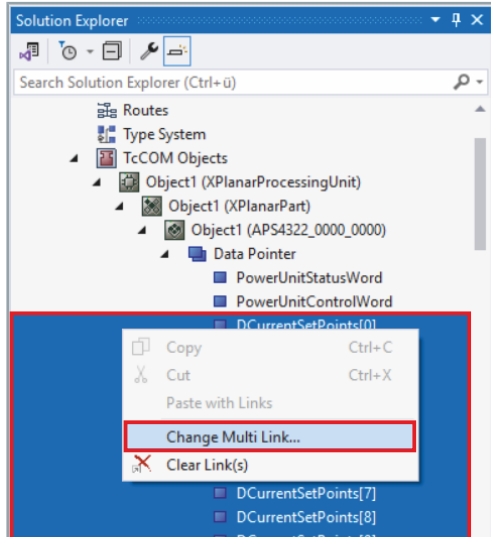 Solution Explorer
Search Solution Explorer (Ctrl+ü)
Routes
Type System
TcCOM Objects
Object1 (XPlanarProcessingUnit)
Object1 (XPlanarPart)
Object1 (APS4322_0000_0000)
Data Pointer
PowerUnitStatusWord
PowerUnitControlWord
DCurrentSetPoints[0]
Copy Ctrl+C
Cut Ctrl+X
Paste with Links
Change Multi Link...
Clear Link(s)
DCurrentSetPoints[7]
DCurrentSetPoints[8]